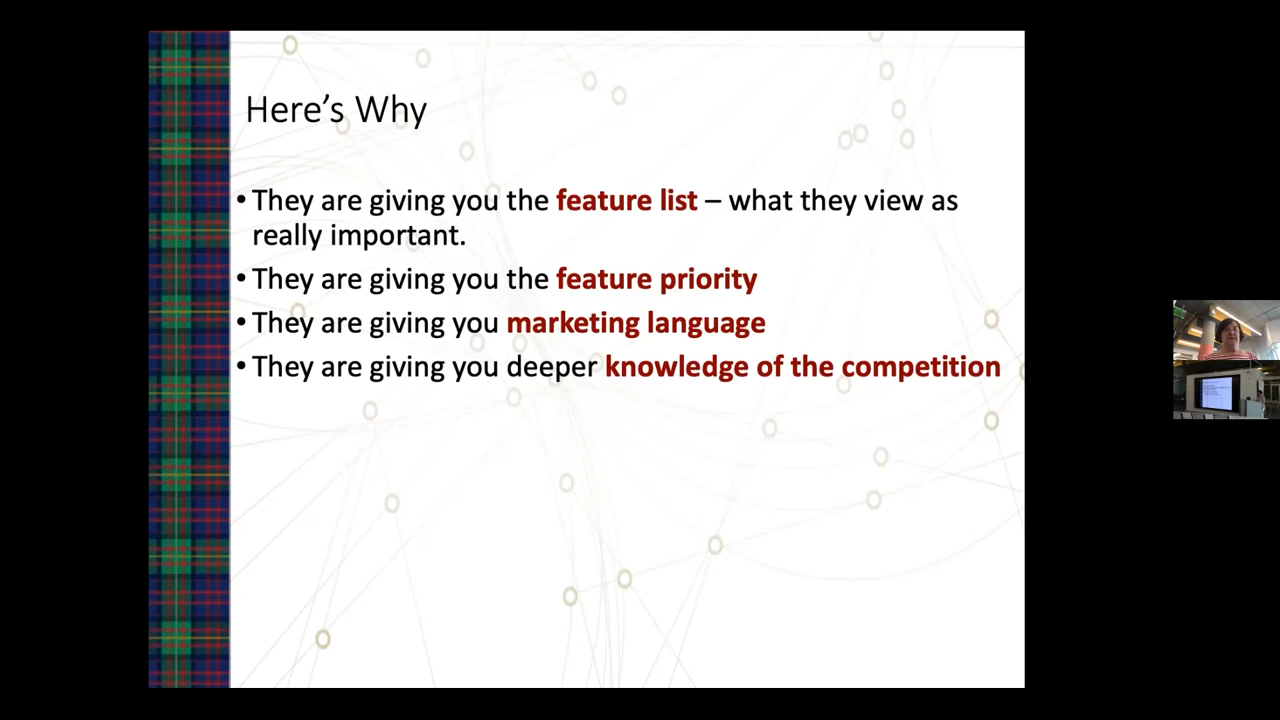 Here’s Why
• They are giving you the feature list – what they view as
really important.
• They are giving you the feature priority
• They are giving you marketing language
• They are giving you deeper knowledge of the competition